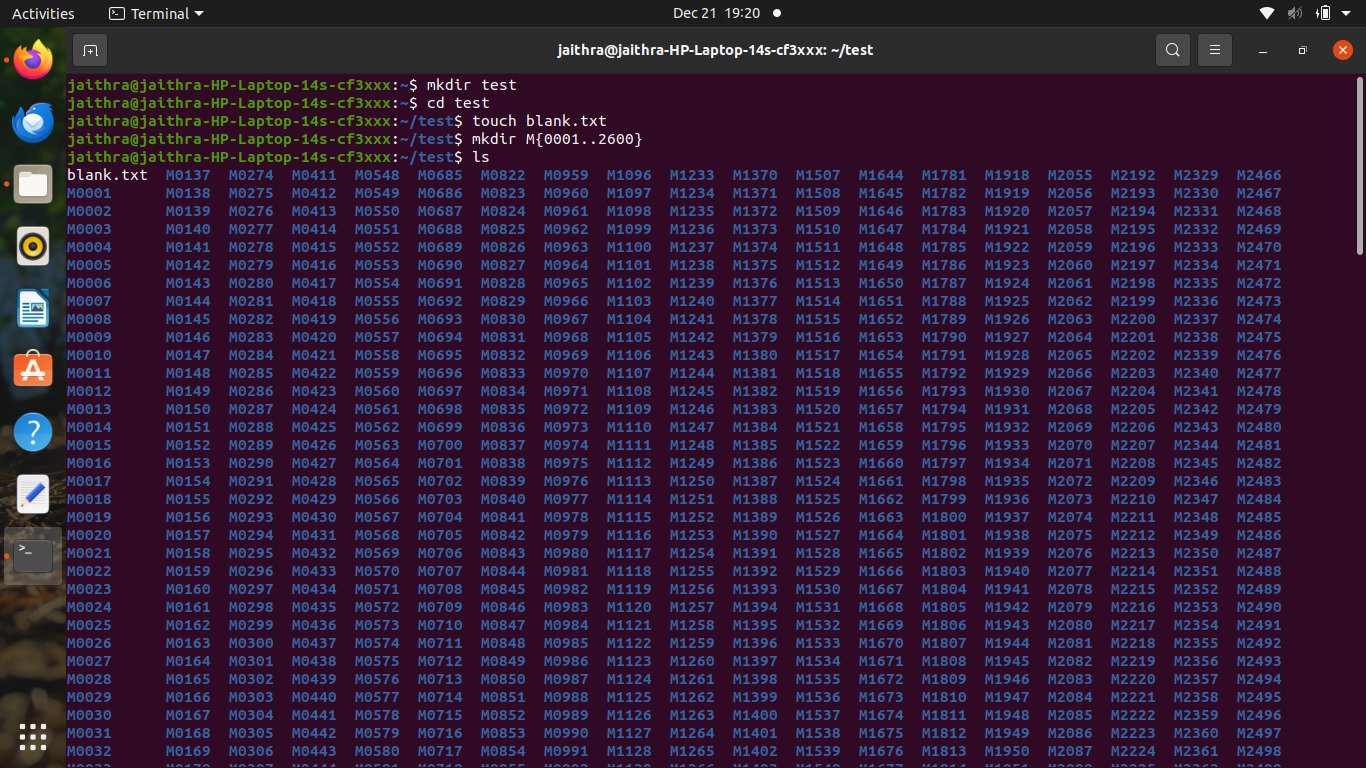 Activities Terminal Dec 21 19:20
jaithra@jaithra-HP-Laptop-14s-cf3xxx: ~/test
jaithra@jaithra-HP-Laptop-14s-cf3xxx:~$ mkdir test
jaithra@jaithra-HP-Laptop-14s-cf3xxx:~$ cd test
jaithra@jaithra-HP-Laptop-14s-cf3xxx:~/test$ touch blank.txt
jaithra@jaithra-HP-Laptop-14s-cf3xxx:~/test$ mkdir M{0001..2600}
jaithra@jaithra-HP-Laptop-14s-cf3xxx:~/test$ ls
blank.txt M0137 M0274 M0411 M0548 M0685 M0822 M0959 M1096 M1233 M1370 M1507 M1644 M1781 M1918 M2055 M2192 M2329 M2466
M0001 M0138 M0275 M0412 M0549 M0686 M0823 M0960 M1097 M1234 M1371 M1508 M1645 M1782 M1919 M2056 M2193 M2330 M2467
M0002 M0139 M0276 M0413 M0550 M0687 M0824 M0961 M1098 M1235 M1372 M1509 M1646 M1783 M1920 M2057 M2194 M2331 M2468
M0003 M0140 M0277 M0414 M0551 M0688 M0825 M0962 M1099 M1236 M1373 M1510 M1647 M1784 M1921 M2058 M2195 M2332 M2469
M0004 M0141 M0278 M0415 M0552 M0689 M0826 M0963 M1100 M1237 M1374 M1511 M1648 M1785 M1922 M2059 M2196 M2333 M2470
M0005 M0142 M0279 M0416 M0553 M0690 M0827 M0964 M1101 M1238 M1375 M1512 M1649 M1786 M1923 M2060 M2197 M2334 M2471
M0006 M0143 M0280 M0417 M0554 M0691 M0828 M0965 M1102 M1239 M1376 M1513 M1650 M1787 M1924 M2061 M2198 M2335 M2472
M0007 M0144 M0281 M0418 M0555 M0692 M0829 M0966 M1103 M1240 M1377 M1514 M1651 M1788 M1925 M2062 M2199 M2336 M2473
M0008 M0145 M0282 M0419 M0556 M0693 M0830 M0967 M1104 M1241 M1378 M1515 M1652 M1789 M1926 M2063 M2200 M2337 M2474
M0009 M0146 M0283 M0420 M0557 M0694 M0831 M0968 M1105 M1242 M1379 M1516 M1653 M1790 M1927 M2064 M2201 M2338 M2475
M0010 M0147 M0284 M0421 M0558 M0695 M0832 M0969 M1106 M1243 M1380 M1517 M1654 M1791 M1928 M2065 M2202 M2339 M2476
M0011 M0148 M0285 M0422 M0559 M0696 M0833 M0970 M1107 M1244 M1381 M1518 M1655 M1792 M1929 M2066 M2203 M2340 M2477
M0012 M0149 M0286 M0423 M0560 M0697 M0834 M0971 M1108 M1245 M1382 M1519 M1656 M1793 M1930 M2067 M2204 M2341 M2478
M0013 M0150 M0287 M0424 M0561 M0698 M0835 M0972 M1109 M1246 M1383 M1520 M1657 M1794 M1931 M2068 M2205 M2342 M2479
M0014 M0151 M0288 M0425 M0562 M0699 M0836 M0973 M1110 M1247 M1384 M1521 M1658 M1795 M1932 M2069 M2206 M2343 M2480
M0015 M0152 M0289 M0426 M0563 M0700 M0837 M0974 M1111 M1248 M1385 M1522 M1659 M1796 M1933 M2070 M2207 M2344 M2481
M0016 M0153 M0290 M0427 M0564 M0701 M0838 M0975 M1112 M1249 M1386 M1523 M1660 M1797 M1934 M2071 M2208 M2345 M2482
M0017 M0154 M0291 M0428 M0565 M0702 M0839 M0976 M1113 M1250 M1387 M1524 M1661 M1798 M1935 M2072 M2209 M2346 M2483
M0018 M0155 M0292 M0429 M0566 M0703 M0840 M0977 M1114 M1251 M1388 M1525 M1662 M1799 M1936 M2073 M2210 M2347 M2484
M0019 M0156 M0293 M0430 M0567 M0704 M0841 M0978 M1115 M1252 M1389 M1526 M1663 M1800 M1937 M2074 M2211 M2348 M2485
M0020 M0157 M0294 M0431 M0568 M0705 M0842 M0979 M1116 M1253 M1390 M1527 M1664 M1801 M1938 M2075 M2212 M2349 M2486
M0021 M0158 M0295 M0432 M0569 M0706 M0843 M0980 M1117 M1254 M1391 M1528 M1665 M1802 M1939 M2076 M2213 M2350 M2487
M0022 M0159 M0296 M0433 M0570 M0707 M0844 M0981 M1118 M1255 M1392 M1529 M1666 M1803 M1940 M2077 M2214 M2351 M2488
M0023 M0160 M0297 M0434 M0571 M0708 M0845 M0982 M1119 M1256 M1393 M1530 M1667 M1804 M1941 M2078 M2215 M2352 M2489
M0024 M0161 M0298 M0435 M0572 M0709 M0846 M0983 M1120 M1257 M1394 M1531 M1668 M1805 M1942 M2079 M2216 M2353 M2490
M0025 M0162 M0299 M0436 M0573 M0710 M0847 M0984 M1121 M1258 M1395 M1532 M1669 M1806 M1943 M2080 M2217 M2354 M2491
M0026 M0163 M0300 M0437 M0574 M0711 M0848 M0985 M1122 M1259 M1396 M1533 M1670 M1807 M1944 M2081 M2218 M2355 M2492
M0027 M0164 M0301 M0438 M0575 M0712 M0849 M0986 M1123 M1260 M1397 M1534 M1671 M1808 M1945 M2082 M2219 M2356 M2493
M0028 M0165 M0302 M0439 M0576 M0713 M0850 M0987 M1124 M1261 M1398 M1535 M1672 M1809 M1946 M2083 M2220 M2357 M2494
M0029 M0166 M0303 M0440 M0577 M0714 M0851 M0988 M1125 M1262 M1399 M1536 M1673 M1810 M1947 M2084 M2221 M2358 M2495
M0030 M0167 M0304 M0441 M0578 M0715 M0852 M0989 M1126 M1263 M1400 M1537 M1674 M1811 M1948 M2085 M2222 M2359 M2496
M0031 M0168 M0305 M0442 M0579 M0716 M0853 M0990 M1127 M1264 M1401 M1538 M1675 M1812 M1949 M2086 M2223 M2360 M2497
M0032 M0169 M0306 M0443 M0580 M0717 M0854 M0991 M1128 M1265 M1402 M1539 M1676 M1813 M1950 M2087 M2224 M2361 M2498